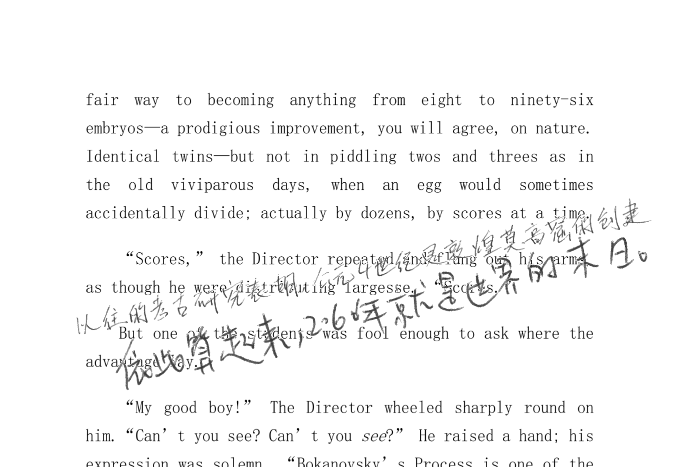 fair way to becoming anything from eight to ninety-six
embryos—a prodigious improvement, you will agree, on nature.
Identical twins—but not in piddling twos and threes as in
the old viviparous days, when an egg would sometimes
accidentally divide; actually by dozens, by scores at a time.
“Scores,” the Director repeated and flung out his arms
as though he were distributing largesse. “Scores.”
以往的考古研究表明,公元4世纪是敦煌莫高窟俑创建
But one of the students was fool enough to ask where the
依此算起来,2060年就是世界的末日。
advantage lay.
“My good boy!” The Director wheeled sharply round on
him. “Can’t you see? Can’t you see?” He raised a hand; his
expression was solemn. “Bokanovsky’s Process is one of the